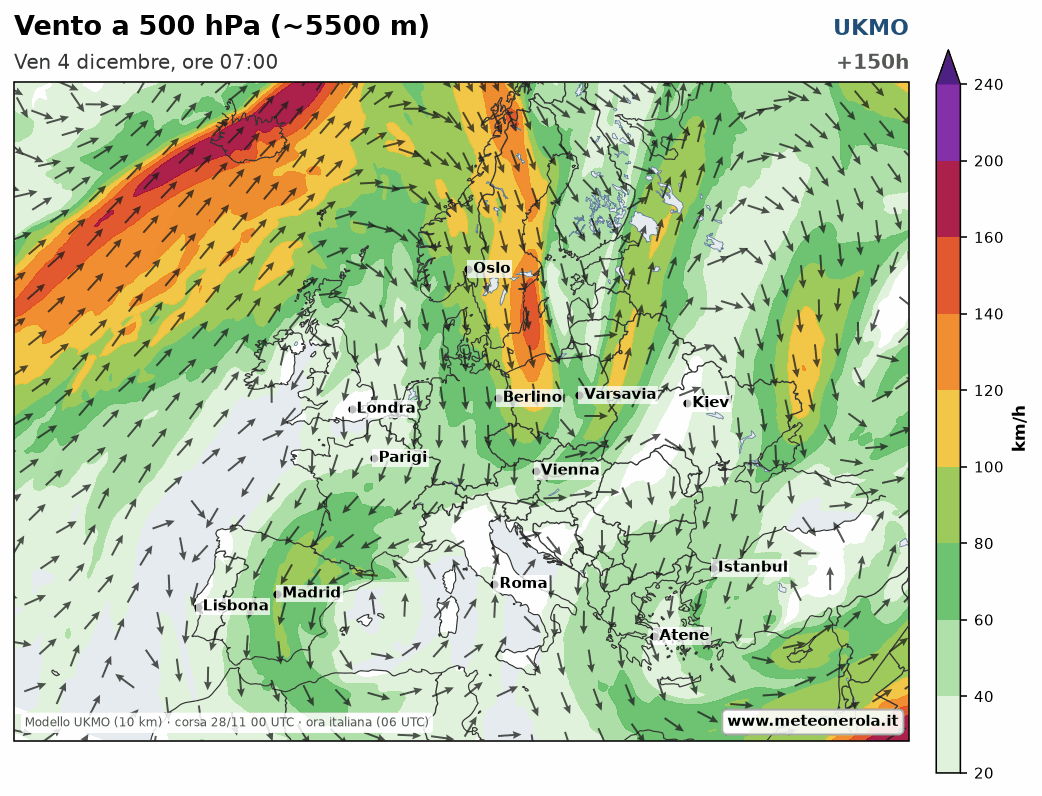 Vento a 500 hPa (~5500 m)
UKMO
Ven 4 dicembre, ore 07:00
+150h
240
200
160
140
120
100
80
60
40
20
km/h
Oslo
Berlino
Varsavia
Kiev
Londra
Parigi
Vienna
Istanbul
Roma
Madrid
Lisbona
Atene
Modello UKMO (10 km) · corsa 28/11 00 UTC · ora italiana (06 UTC)
www.meteonerola.it